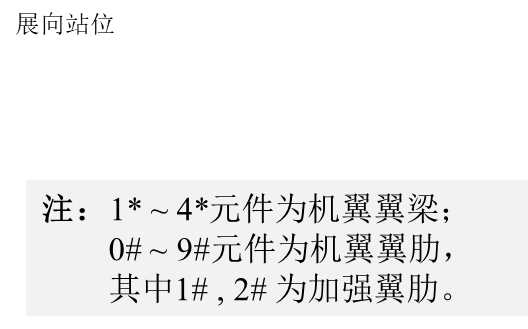 展向站位
注：1* ~ 4*元件为机翼翼梁；
0# ~ 9#元件为机翼翼肋，
其中1# , 2# 为加强翼肋。